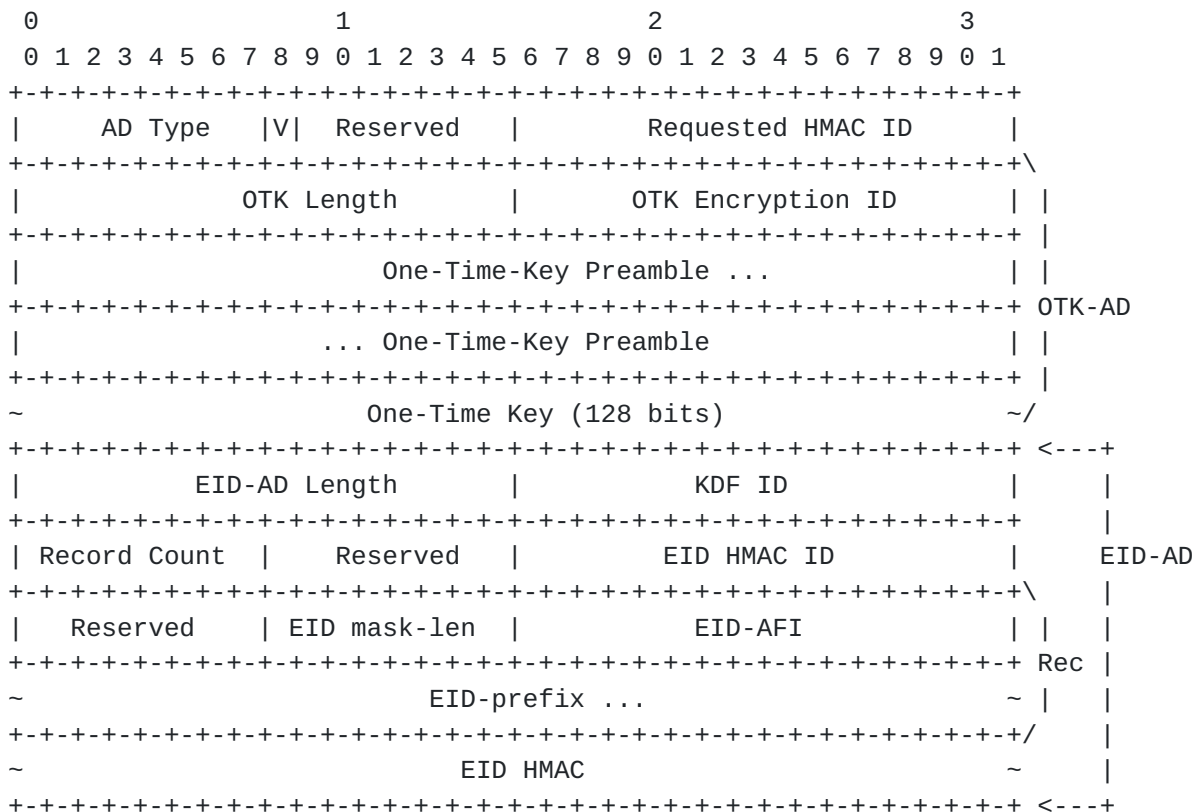 0                   1                   2                   3
 0 1 2 3 4 5 6 7 8 9 0 1 2 3 4 5 6 7 8 9 0 1 2 3 4 5 6 7 8 9 0 1
+-+-+-+-+-+-+-+-+-+-+-+-+-+-+-+-+-+-+-+-+-+-+-+-+-+-+-+-+-+-+-+-+
|     AD Type   |V|  Reserved   |        Requested HMAC ID      |
+-+-+-+-+-+-+-+-+-+-+-+-+-+-+-+-+-+-+-+-+-+-+-+-+-+-+-+-+-+-+-+-+\
|              OTK Length       |       OTK Encryption ID       | |
+-+-+-+-+-+-+-+-+-+-+-+-+-+-+-+-+-+-+-+-+-+-+-+-+-+-+-+-+-+-+-+-+ |
|                       One-Time-Key Preamble ...               | |
+-+-+-+-+-+-+-+-+-+-+-+-+-+-+-+-+-+-+-+-+-+-+-+-+-+-+-+-+-+-+-+-+ OTK-AD
|                   ... One-Time-Key Preamble                   | |
+-+-+-+-+-+-+-+-+-+-+-+-+-+-+-+-+-+-+-+-+-+-+-+-+-+-+-+-+-+-+-+-+ |
~                      One-Time Key (128 bits)                  ~/
+-+-+-+-+-+-+-+-+-+-+-+-+-+-+-+-+-+-+-+-+-+-+-+-+-+-+-+-+-+-+-+-+ <---+
|           EID-AD Length       |           KDF ID              |     |
+-+-+-+-+-+-+-+-+-+-+-+-+-+-+-+-+-+-+-+-+-+-+-+-+-+-+-+-+-+-+-+-+     |
| Record Count  |    Reserved   |         EID HMAC ID           |     EID-AD
+-+-+-+-+-+-+-+-+-+-+-+-+-+-+-+-+-+-+-+-+-+-+-+-+-+-+-+-+-+-+-+-+\    |
|   Reserved    | EID mask-len  |           EID-AFI             | |   |
+-+-+-+-+-+-+-+-+-+-+-+-+-+-+-+-+-+-+-+-+-+-+-+-+-+-+-+-+-+-+-+-+ Rec |
~                          EID-prefix ...                       ~ |   |
+-+-+-+-+-+-+-+-+-+-+-+-+-+-+-+-+-+-+-+-+-+-+-+-+-+-+-+-+-+-+-+-+/    |
~                            EID HMAC                           ~     |
+-+-+-+-+-+-+-+-+-+-+-+-+-+-+-+-+-+-+-+-+-+-+-+-+-+-+-+-+-+-+-+-+ <---+